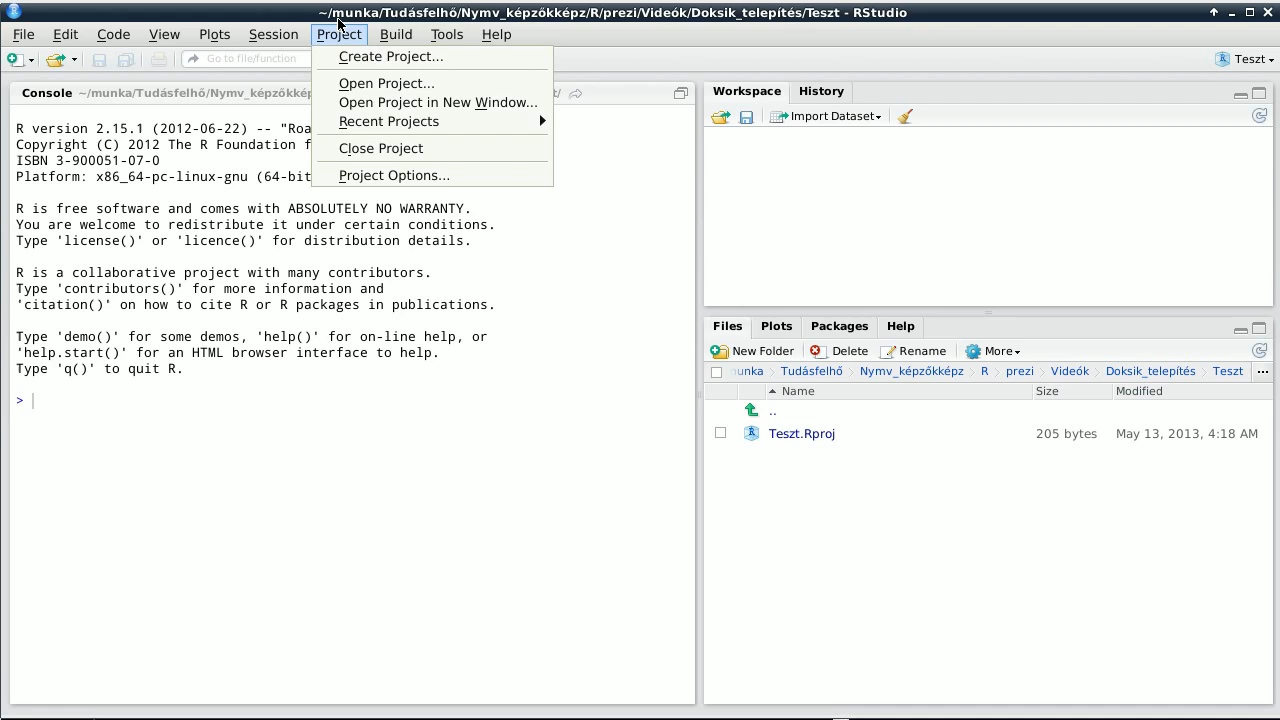 ~/munka/Tudásfelhő/Nymv_képzőkképz/R/prezi/Videók/Doksik_telepítés/Teszt - RStudio
File Edit Code View Plots Session Project Build Tools Help
Go to file/function
Teszt
Create Project...
Open Project...
Open Project in New Window...
Recent Projects
Close Project
Project Options...
Console ~/munka/Tudásfelhő/Nymv_képzőkkép
R version 2.15.1 (2012-06-22) -- "Roa
Copyright (C) 2012 The R Foundation f
ISBN 3-900051-07-0
Platform: x86_64-pc-linux-gnu (64-bit
R is free software and comes with ABSOLUTELY NO WARRANTY.
You are welcome to redistribute it under certain conditions.
Type 'license()' or 'licence()' for distribution details.
R is a collaborative project with many contributors.
Type 'contributors()' for more information and
'citation()' on how to cite R or R packages in publications.
Type 'demo()' for some demos, 'help()' for on-line help, or
'help.start()' for an HTML browser interface to help.
Type 'q()' to quit R.
>
Workspace History
Import Dataset
Files Plots Packages Help
New Folder Delete Rename More
unka Tudásfelhő Nymv_képzőkképz R prezi Videók Doksik_telepítés Teszt ...
Name Size Modified
..
Teszt.Rproj 205 bytes May 13, 2013, 4:18 AM